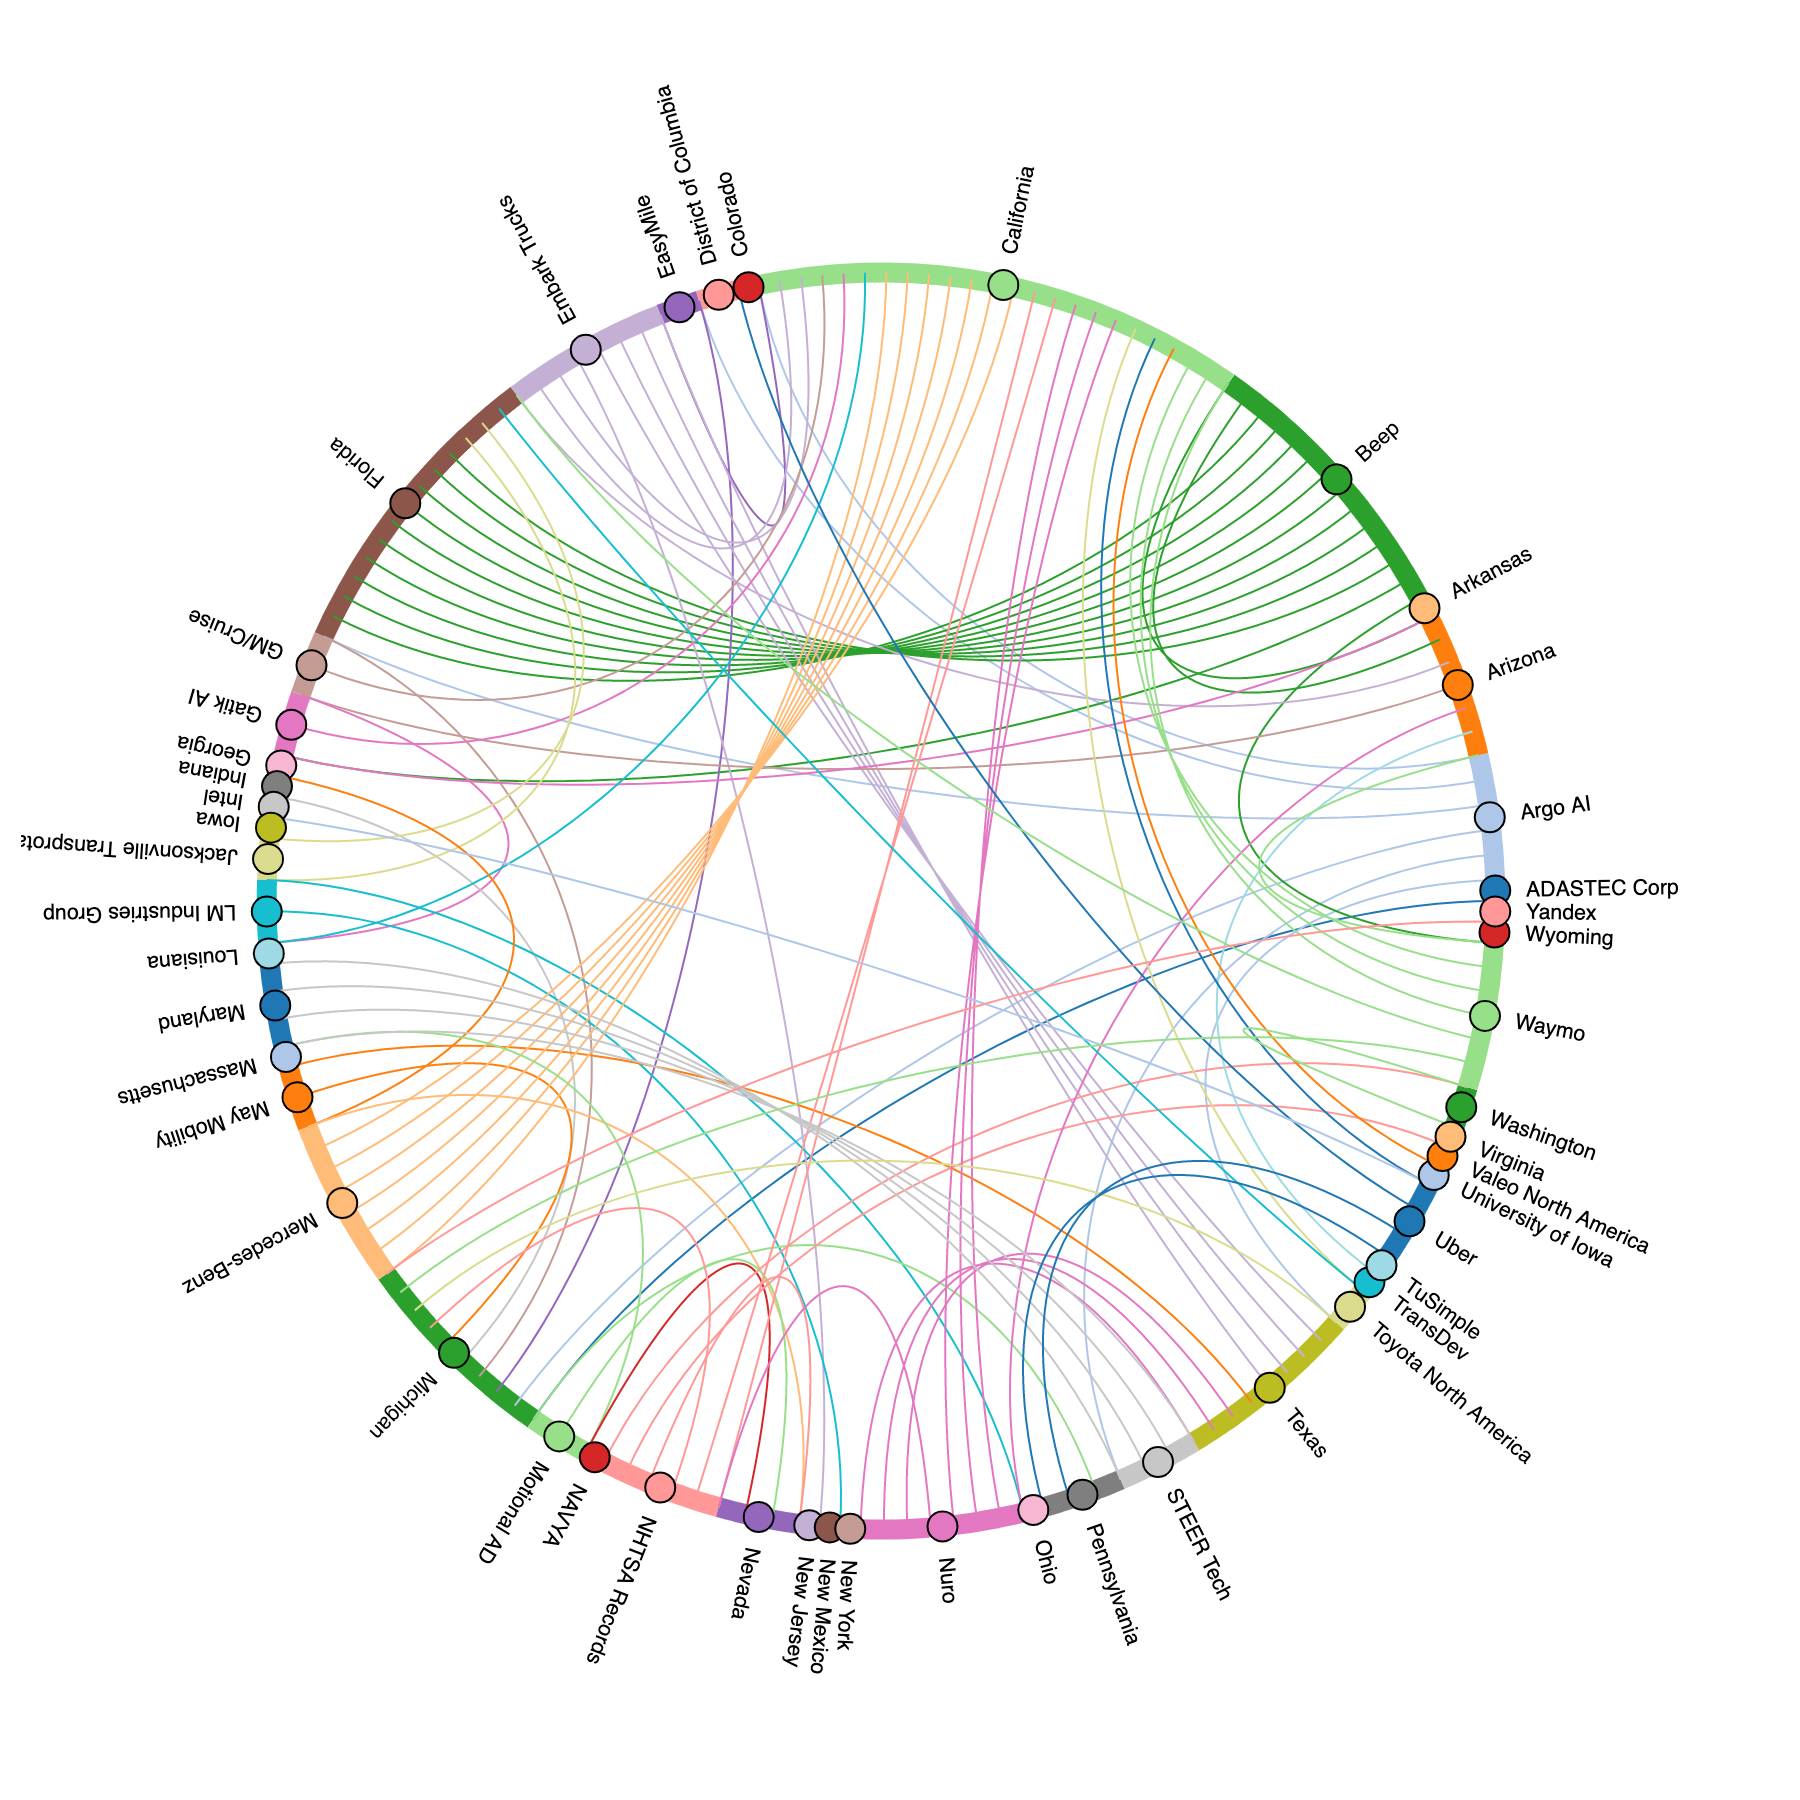 California
Beep
Arkansas
Arizona
Argo AI
ADASTEC Corp
Yandex
Wyoming
Waymo
Washington
Virginia
Valeo North America
University of Iowa
Uber
TuSimple
TransDev
Toyota North America
Texas
STEER Tech
Pennsylvania
Ohio
Nuro
New York
New Mexico
New Jersey
Nevada
NHTSA Records
NAVYA
Motional AD
Michigan
Mercedes-Benz
May Mobility
Massachusetts
Maryland
Louisiana
LM Industries Group
Jacksonville Transprota
Iowa
Intel
Indiana
Georgia
Gatik AI
GM/Cruise
Florida
Embark Trucks
EasyMile
District of Columbia
Colorado